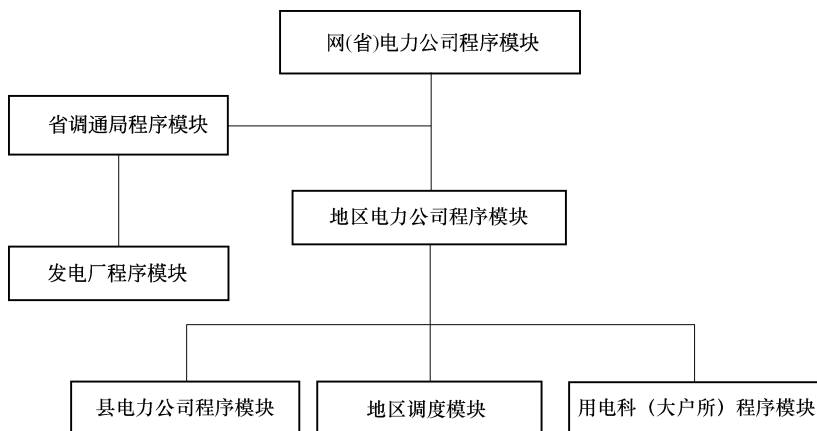 网(省)电力公司程序模块
省调通局程序模块
地区电力公司程序模块
发电厂程序模块
县电力公司程序模块
地区调度模块
用电科（大户所）程序模块